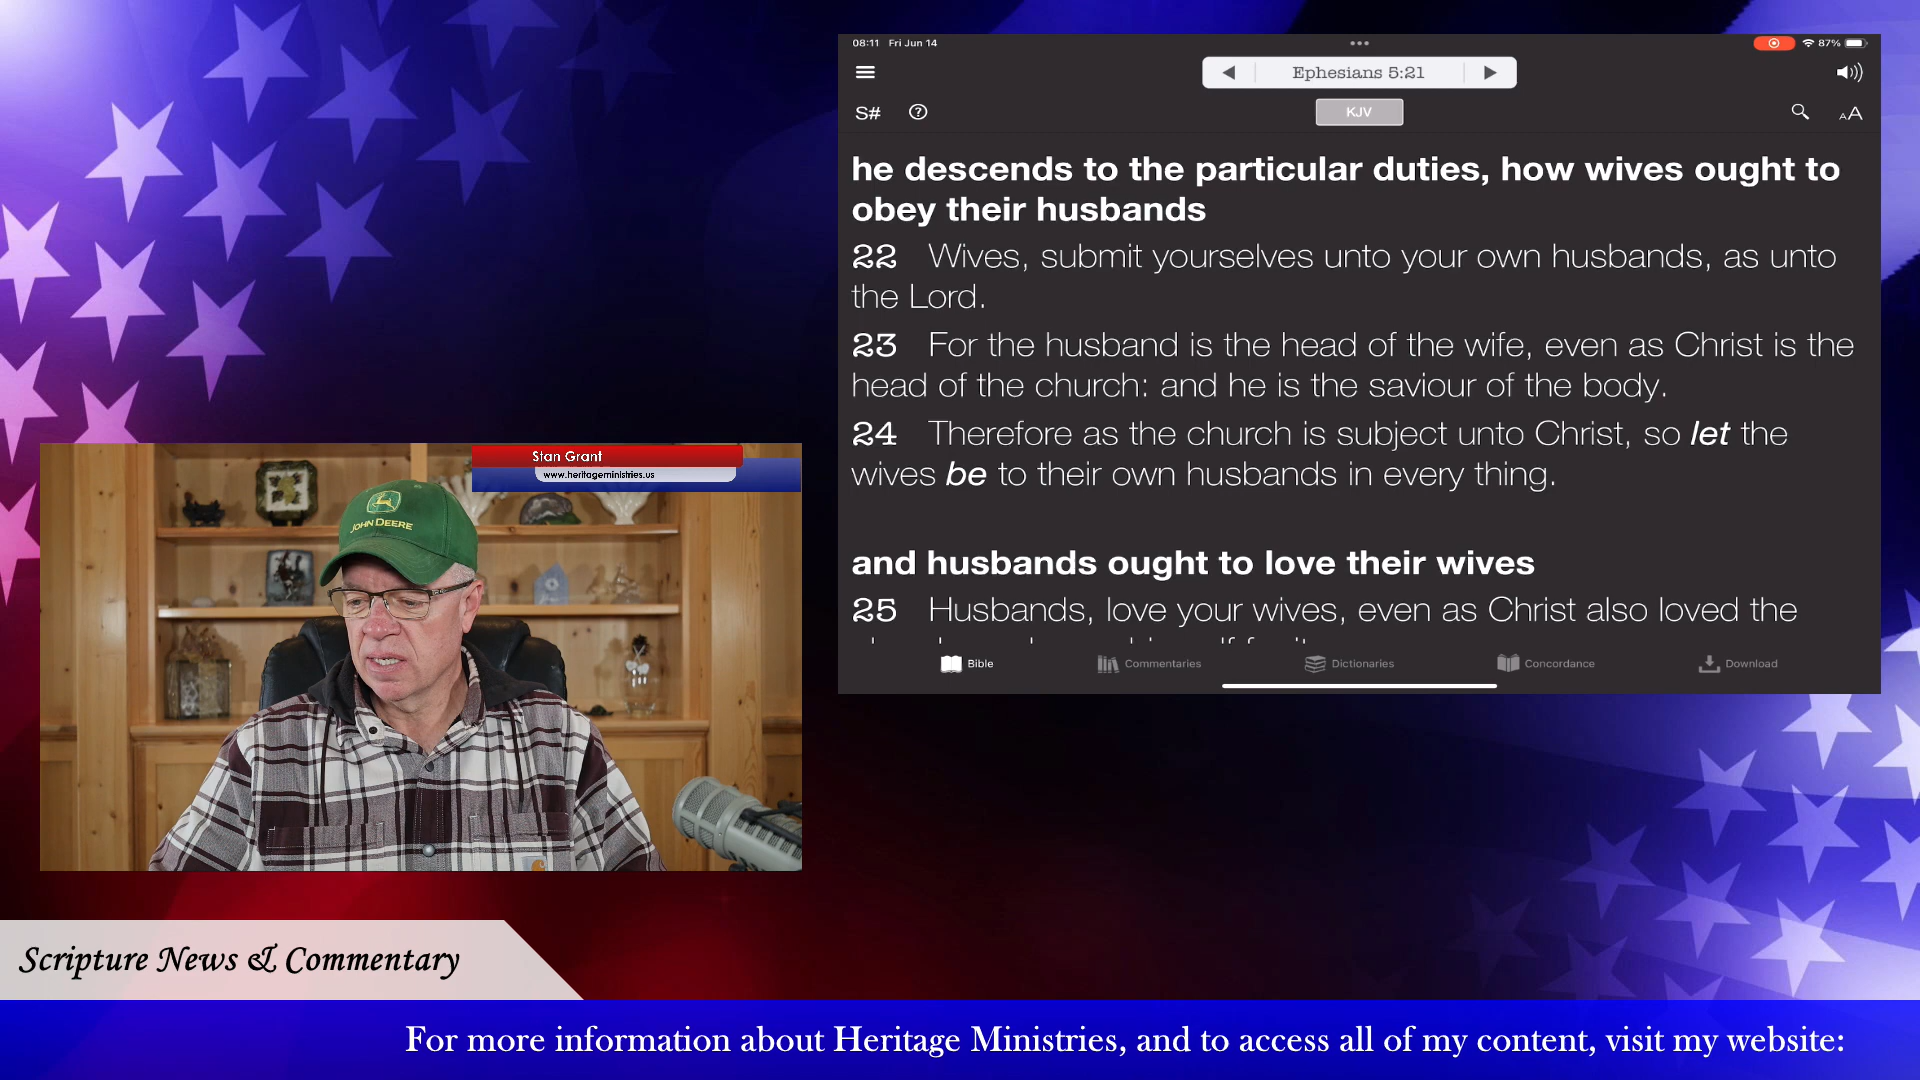 08:11 Fri Jun 14
87%
Ephesians 5:21
S#
KJV
AA
he descends to the particular duties, how wives ought to
obey their husbands
22 Wives, submit yourselves unto your own husbands, as unto
the Lord.
23 For the husband is the head of the wife, even as Christ is the
head of the church: and he is the saviour of the body.
24 Therefore as the church is subject unto Christ, so let the
wives be to their own husbands in every thing.
and husbands ought to love their wives
25 Husbands, love your wives, even as Christ also loved the
Bible
Commentaries
Dictionaries
Concordance
Download
Stan Grant
www.heritageministries.us
JOHN DEERE
Scripture News & Commentary
For more information about Heritage Ministries, and to access all of my content, visit my website: